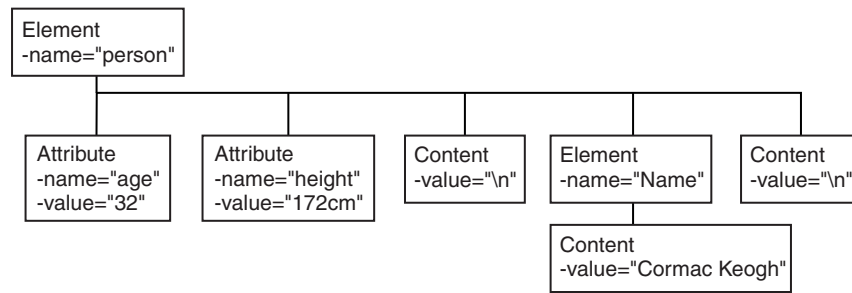 Element
-name="person"
Attribute
-name="age"
-value="32"
Attribute
-name="height"
-value="172cm"
Content
-value="\n"
Element
-name="Name"
Content
-value="\n"
Content
-value="Cormac Keogh"